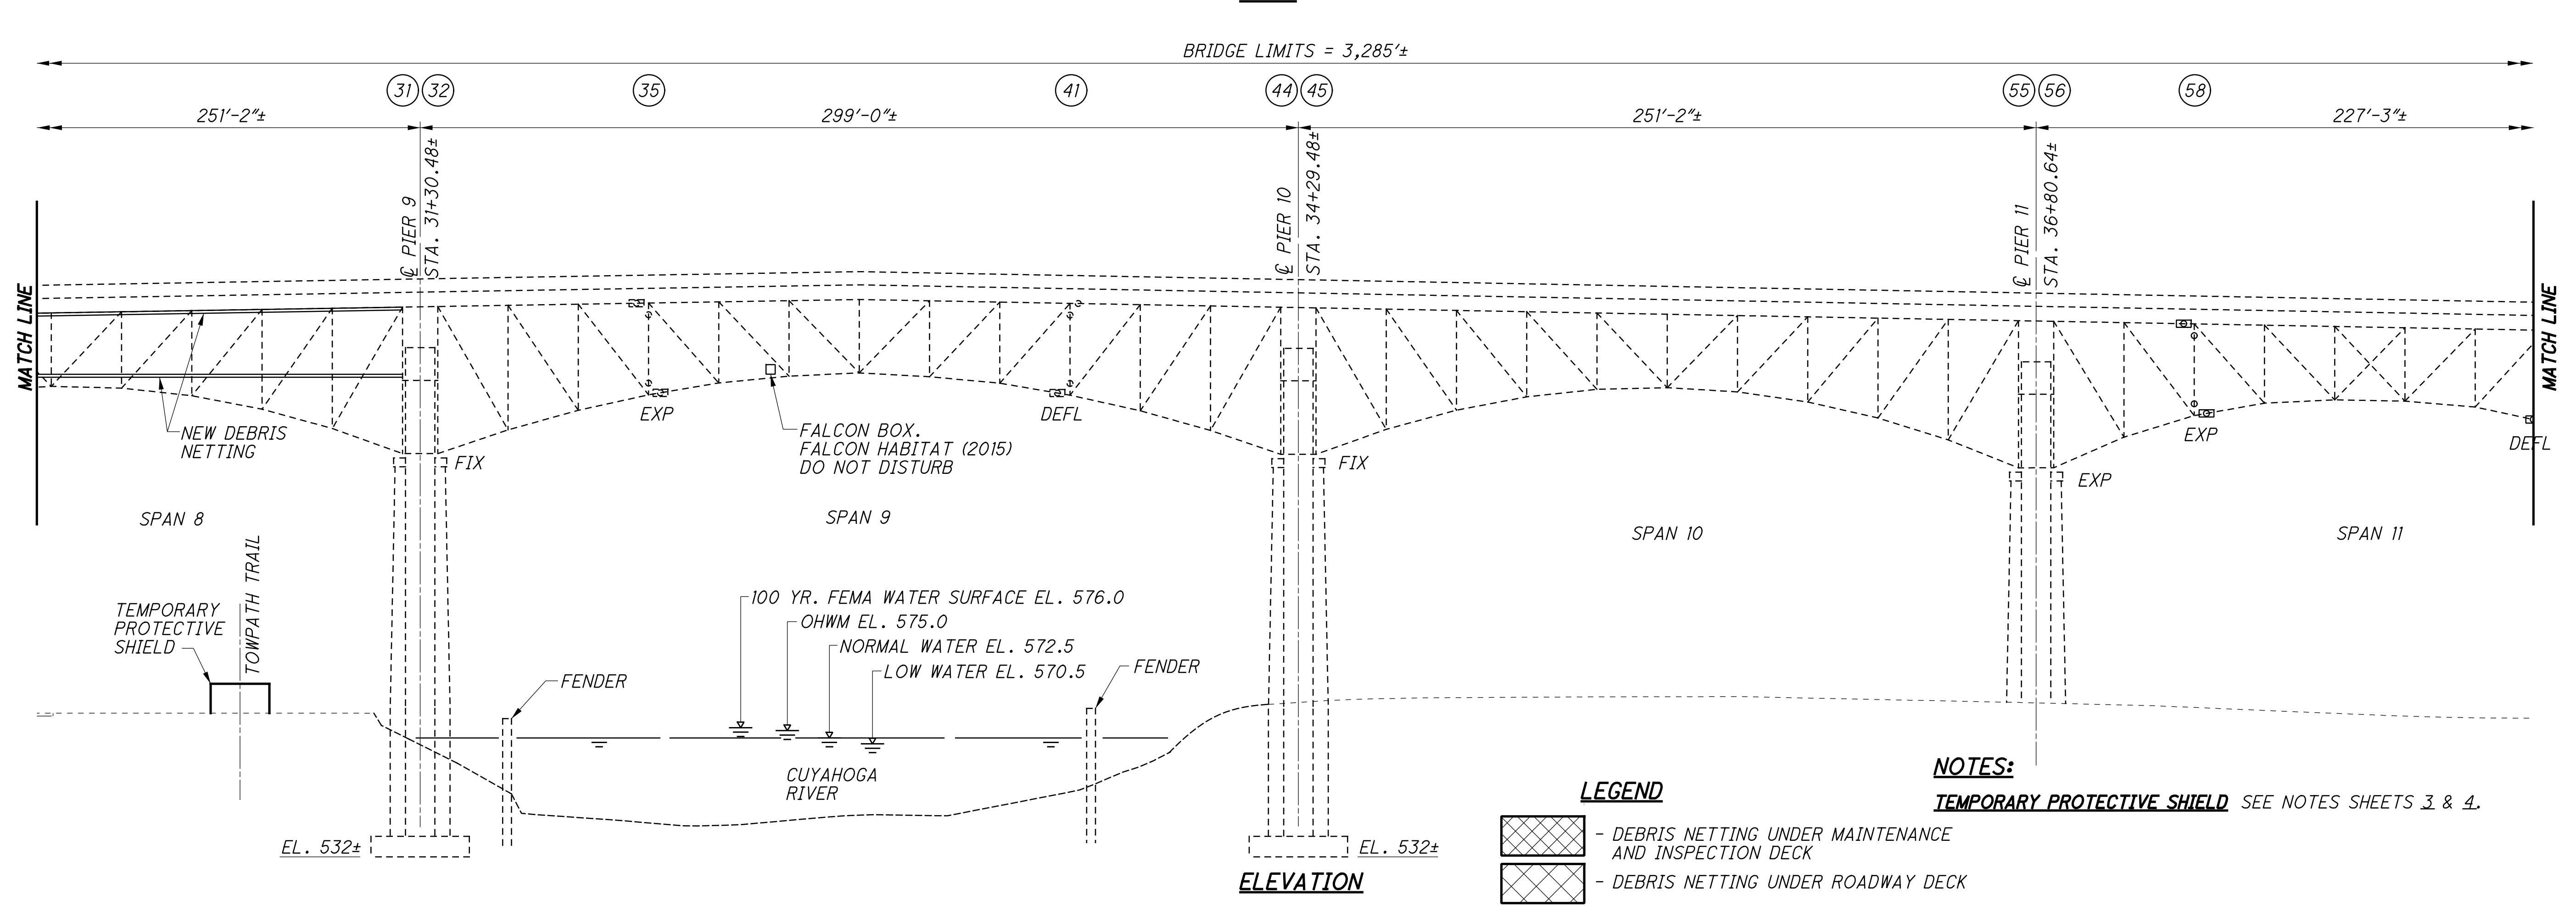 BRIDGE LIMITS = 3,285'±
31 32 35 41 44 45 55 56 58
251'-2"± 299'-0"± 251'-2"± 227'-3"±
℄ PIER 9
STA. 31+30.48±
℄ PIER 10
STA. 34+29.48±
℄ PIER 11
STA. 36+80.64±
MATCH LINE
MATCH LINE
NEW DEBRIS
NETTING
FIX
EXP
FALCON BOX.
FALCON HABITAT (2015)
DO NOT DISTURB
DEFL
FIX
EXP
EXP
DEFL
SPAN 8
SPAN 9
SPAN 10
SPAN 11
TEMPORARY
PROTECTIVE
SHIELD
TOWPATH TRAIL
100 YR. FEMA WATER SURFACE EL. 576.0
OHWM EL. 575.0
NORMAL WATER EL. 572.5
LOW WATER EL. 570.5
FENDER
FENDER
CUYAHOGA
RIVER
EL. 532±
EL. 532±
ELEVATION
LEGEND
- DEBRIS NETTING UNDER MAINTENANCE
AND INSPECTION DECK
- DEBRIS NETTING UNDER ROADWAY DECK
NOTES:
TEMPORARY PROTECTIVE SHIELD SEE NOTES SHEETS 3 & 4.